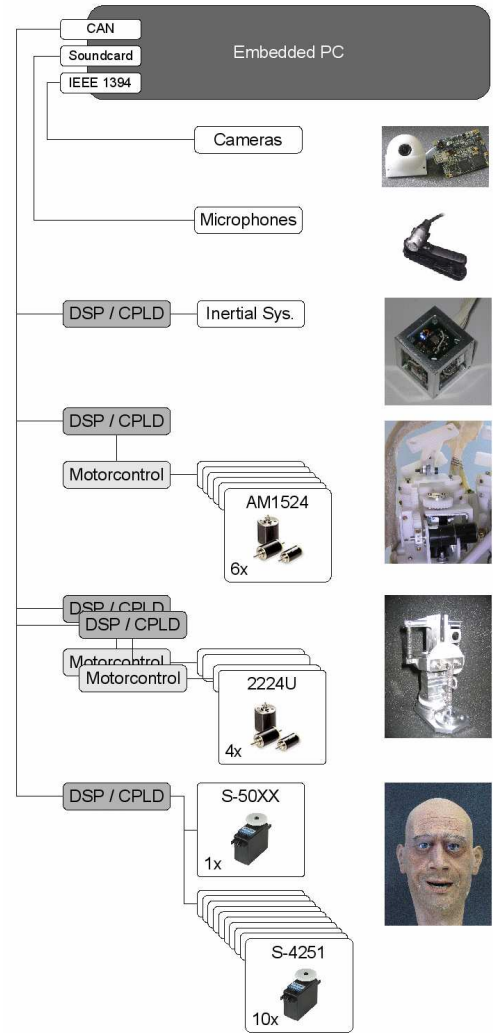 CAN
Embedded PC
Soundcard
IEEE 1394
Cameras
Microphones
DSP / CPLD
Inertial Sys.
DSP / CPLD
Motorcontrol
AM1524
6x
DSP / CPLD
DSP / CPLD
Motorcontrol
Motorcontrol
2224U
4x
DSP / CPLD
S-50XX
1x
S-4251
10x